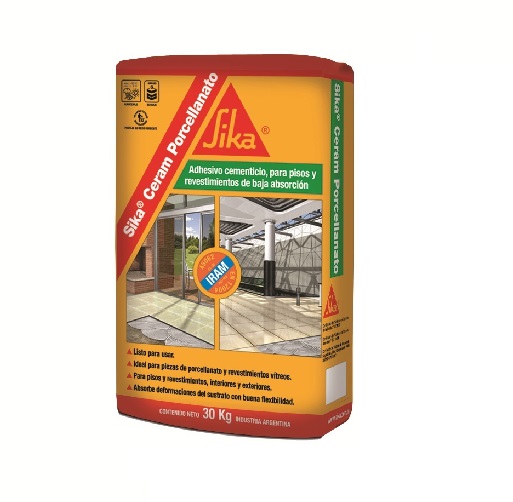 Sika® Ceram Porcellanato
Sika®
Adhesivo cementicio, para pisos y
revestimientos de baja absorción
IRAM
Listo para usar.
Ideal para piezas de porcellanato y revestimientos vítreos.
Para pisos y revestimientos, interiores y exteriores.
Absorbe deformaciones del sustrato con buena flexibilidad.
CONTENIDO NETO 30 Kg INDUSTRIA ARGENTINA
Sika® Ceram Porcellanato
Sika